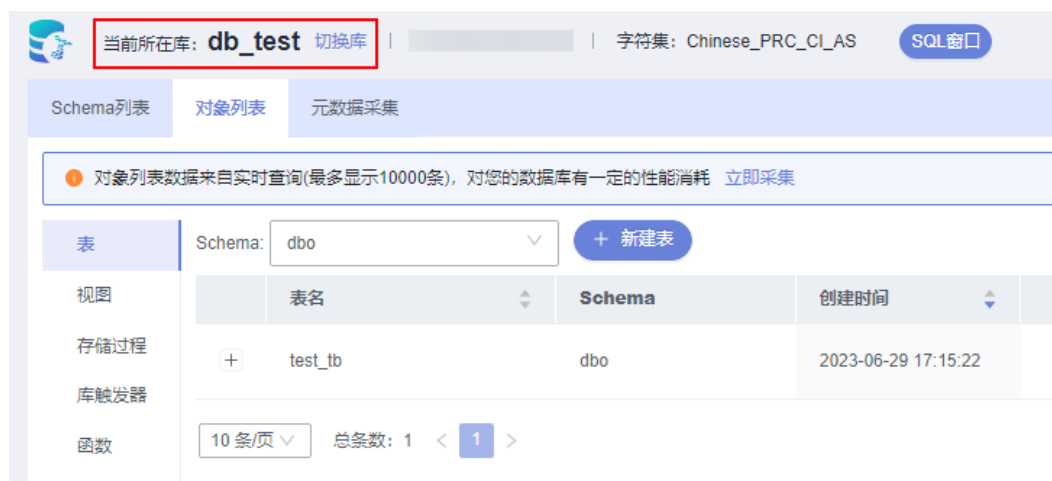 当前所在库: db_test 切换库 | | 字符集: Chinese_PRC_CI_AS SQL窗口
Schema列表 对象列表 元数据采集
对象列表数据来自实时查询(最多显示10000条), 对您的数据库有一定的性能消耗 立即采集
表 Schema: dbo + 新建表
视图 表名 Schema 创建时间
存储过程 test_tb dbo 2023-06-29 17:15:22
库触发器
函数 10 条/页 总条数: 1 < 1 >